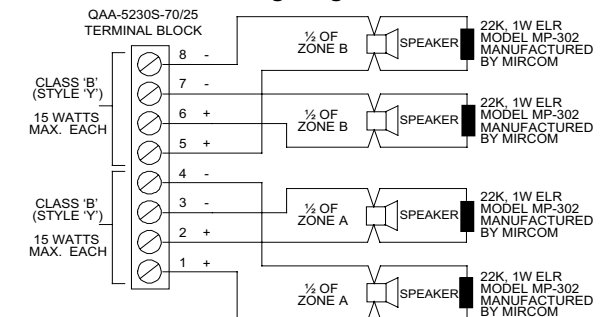 QAA-5230S-70/25
TERMINAL BLOCK
8 -
7 -
6 +
5 +
4 -
3 -
2 +
1 +
CLASS ‘B’
(STYLE ‘Y’)
15 WATTS
MAX. EACH
CLASS ‘B’
(STYLE ‘Y’)
15 WATTS
MAX. EACH
½ OF
ZONE B
SPEAKER
22K, 1W ELR
MODEL MP-302
MANUFACTURED
BY MIRCOM
½ OF
ZONE B
SPEAKER
22K, 1W ELR
MODEL MP-302
MANUFACTURED
BY MIRCOM
½ OF
ZONE A
SPEAKER
22K, 1W ELR
MODEL MP-302
MANUFACTURED
BY MIRCOM
½ OF
ZONE A
SPEAKER
22K, 1W ELR
MODEL MP-302
MANUFACTURED
BY MIRCOM